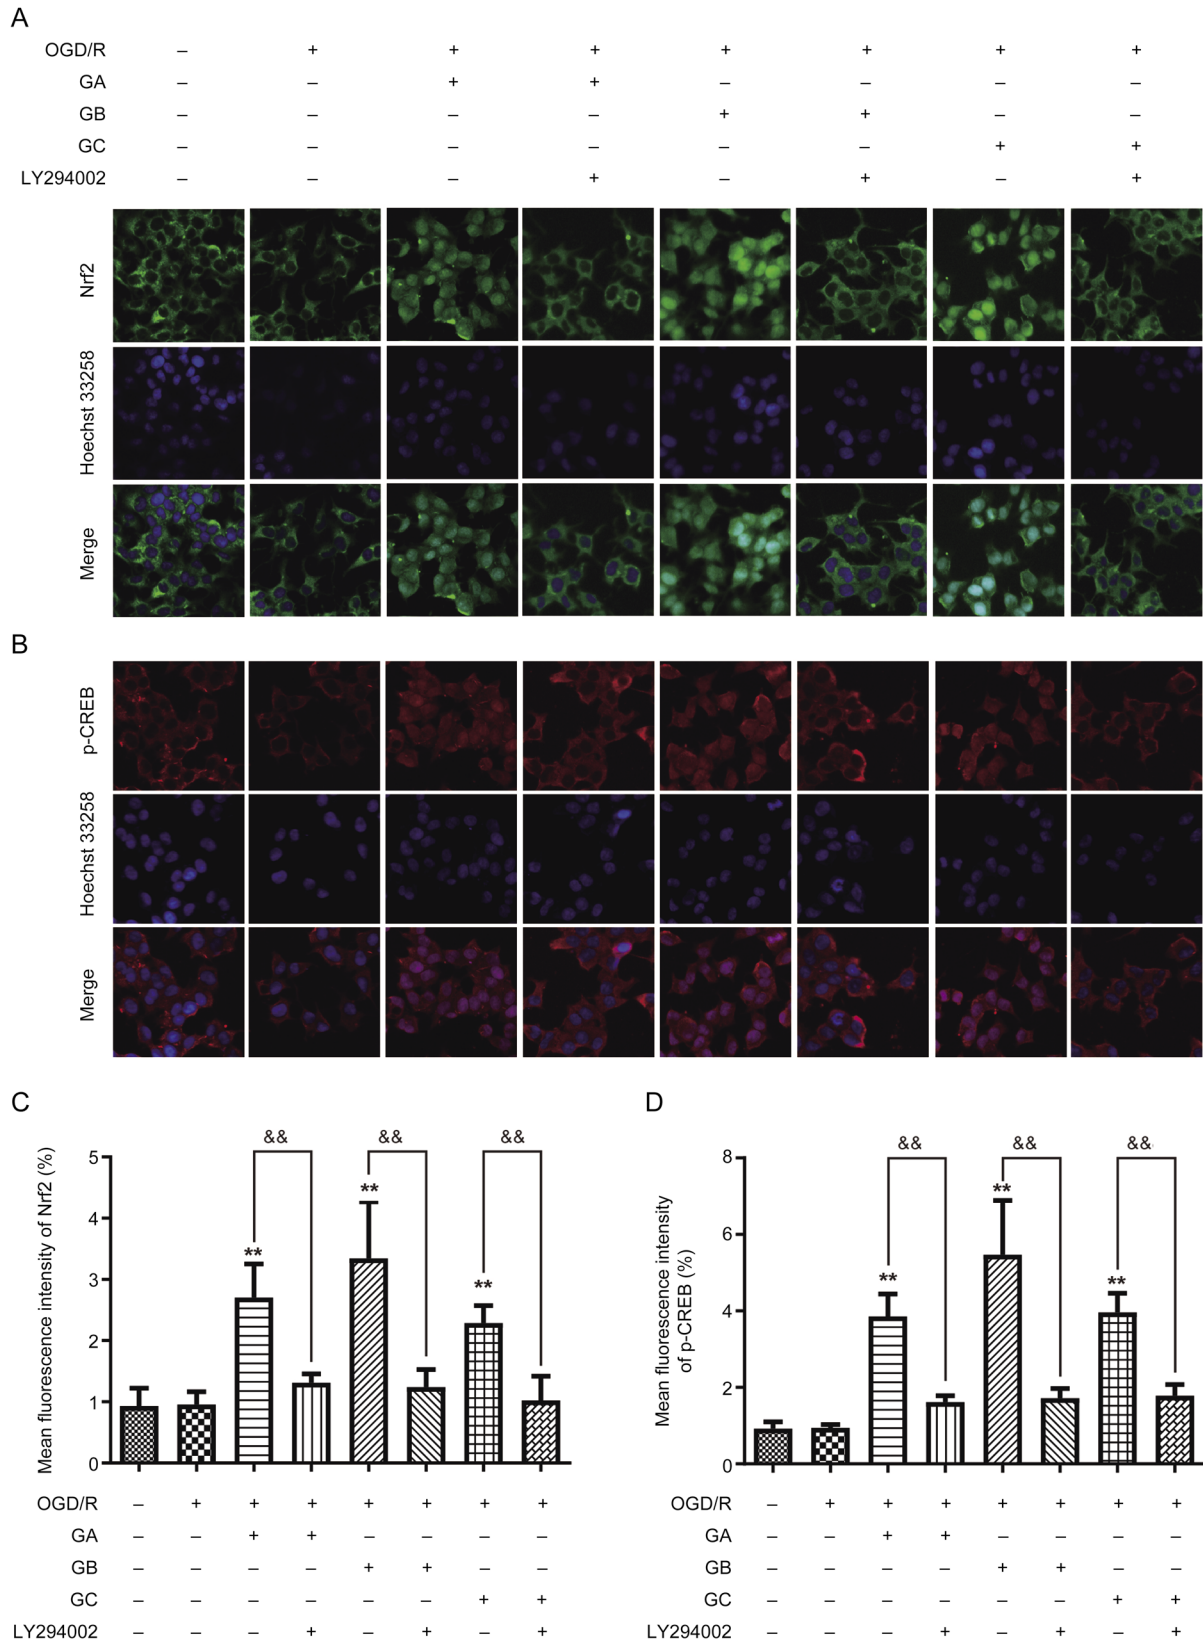 A
OGD/R – + + + + + + +
GA – – + + – – – –
GB – – – – + + – –
GC – – – – – – + +
LY294002 – – – + – + – +
Nrf2
Hoechst 33258
Merge
B
p-CREB
Hoechst 33258
Merge
C
Mean fluorescence intensity of Nrf2 (%)
5
4
3
2
1
0
&& && &&
** ** **
OGD/R – + + + + + + +
GA – – + + – – – –
GB – – – – + + – –
GC – – – – – – + +
LY294002 – – – + – + – +
D
Mean fluorescence intensity
of p-CREB (%)
8
6
4
2
0
&& && &&
** ** **
OGD/R – + + + + + + +
GA – – + + – – – –
GB – – – – + + – –
GC – – – – – – + +
LY294002 – – – + – + – +